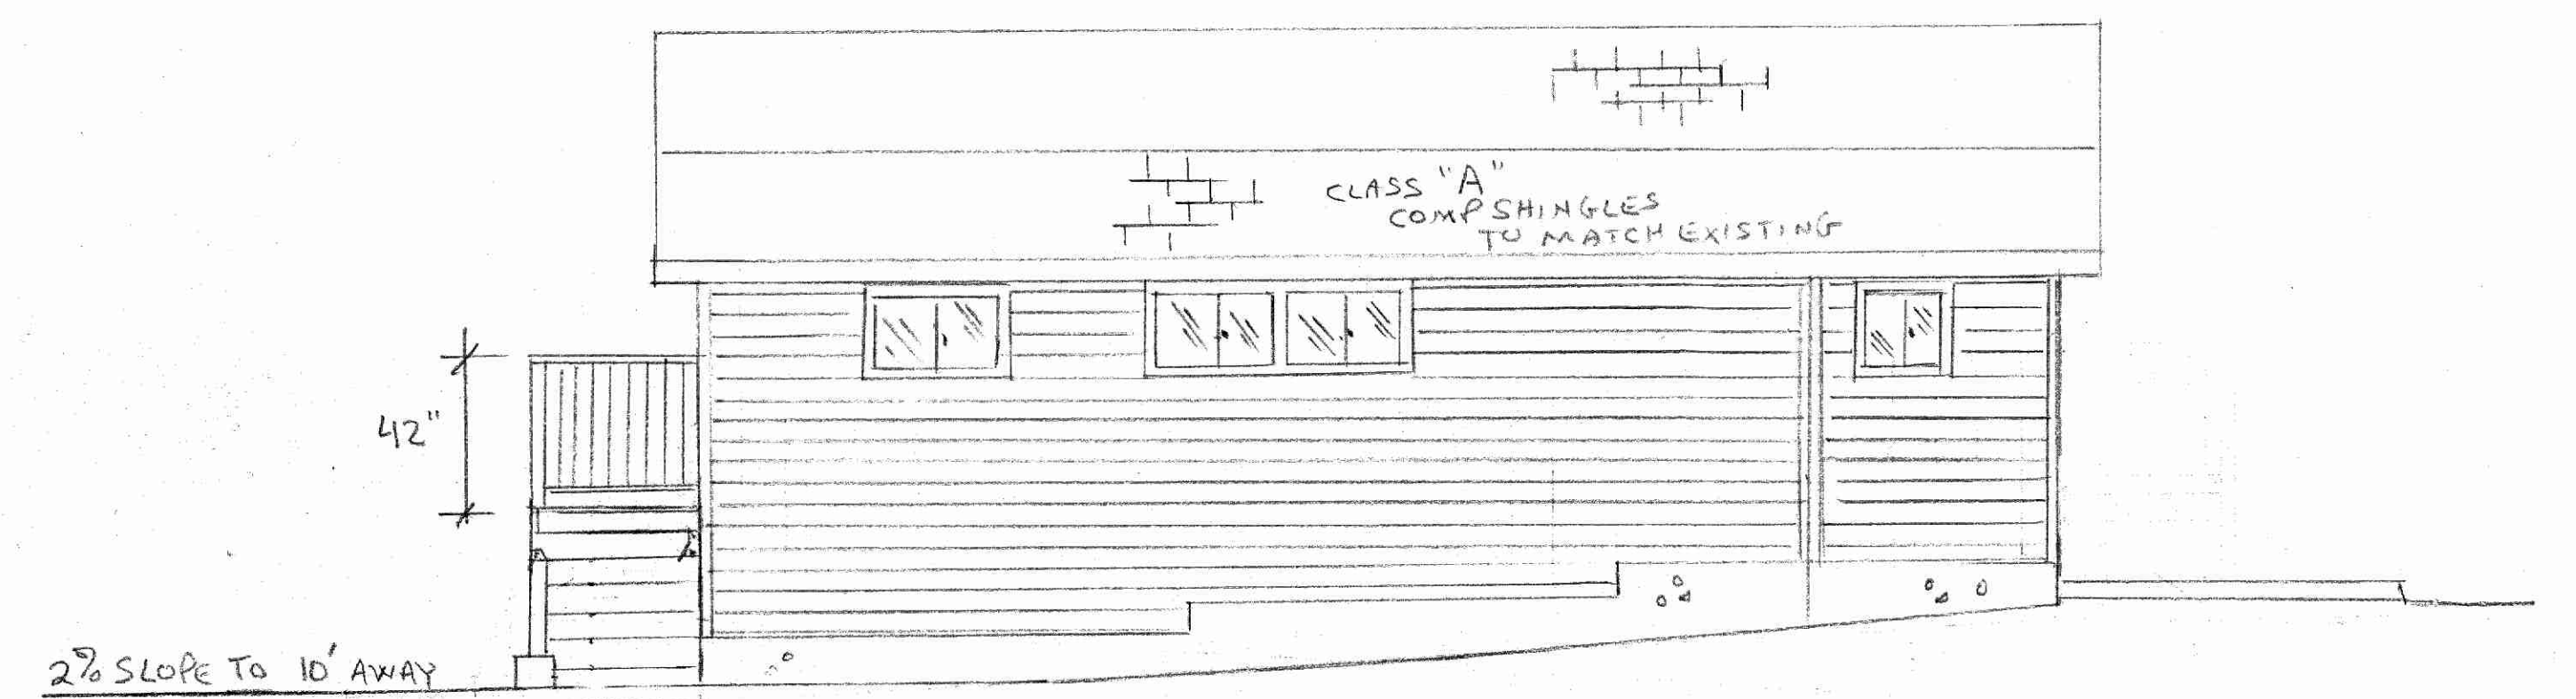 CLASS "A"
COMP SHINGLES
TO MATCH EXISTING
42"
2% SLOPE TO 10' AWAY